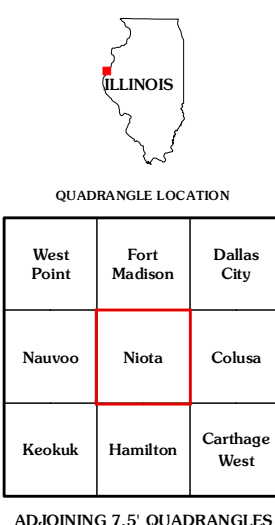 ILLINOIS
QUADRANGLE LOCATION
West Fort Dallas
Point Madison City
Nauvoo Niota Colusa
Keokuk Hamilton Carthage
West
ADJOINING 7.5' QUADRANGLES